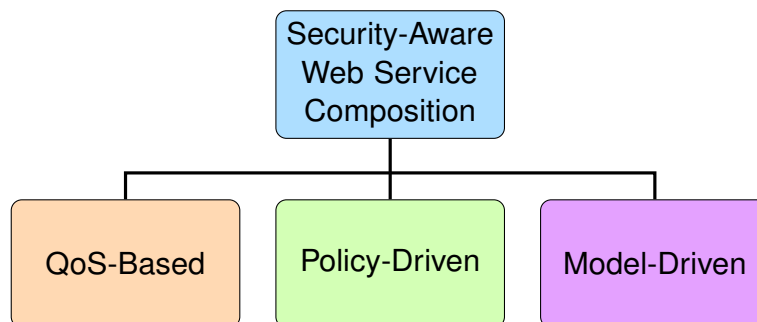 Security-Aware
Web Service
Composition
QoS-Based
Policy-Driven
Model-Driven